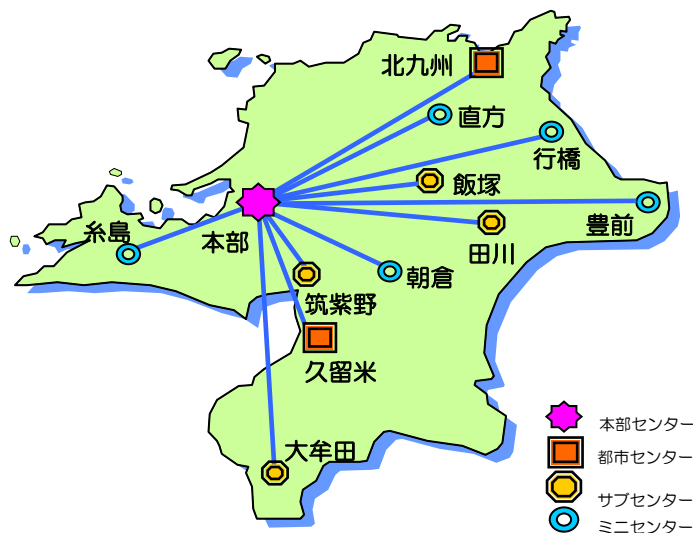 北九州
直方
行橋
飯塚
豊前
糸島
本部
田川
朝倉
筑紫野
久留米
大牟田
本部センター
都市センター
サブセンター
ミニセンター